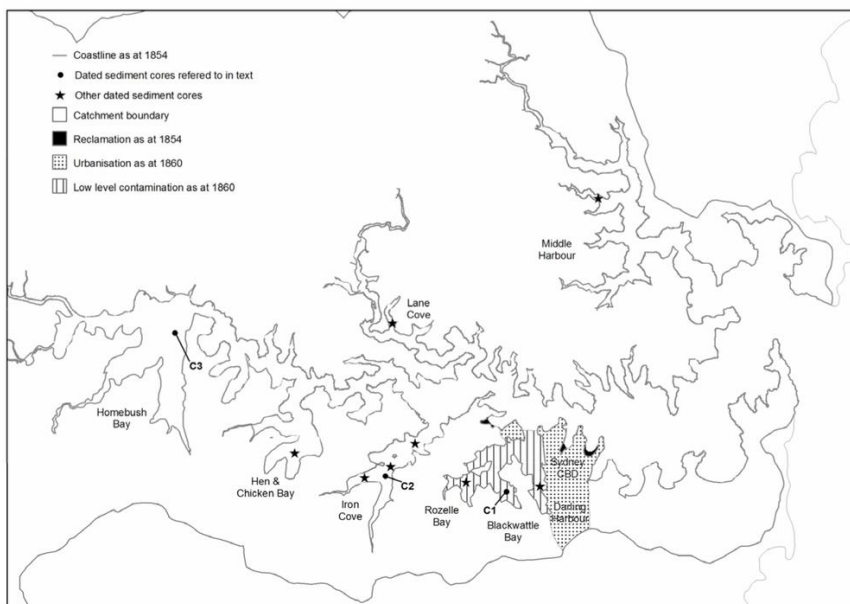 Coastline as at 1854
Dated sediment cores refered to in text
Other dated sediment cores
Catchment boundary
Reclamation as at 1854
Urbanisation as at 1860
Low level contamination as at 1860
Middle
Harbour
Lane
Cove
C3
Homebush
Bay
Hen &
Chicken Bay
Iron
Cove
C2
Rozelle
Bay
C1
Blackwattle
Bay
Sydney
CBD
Darling
Harbour